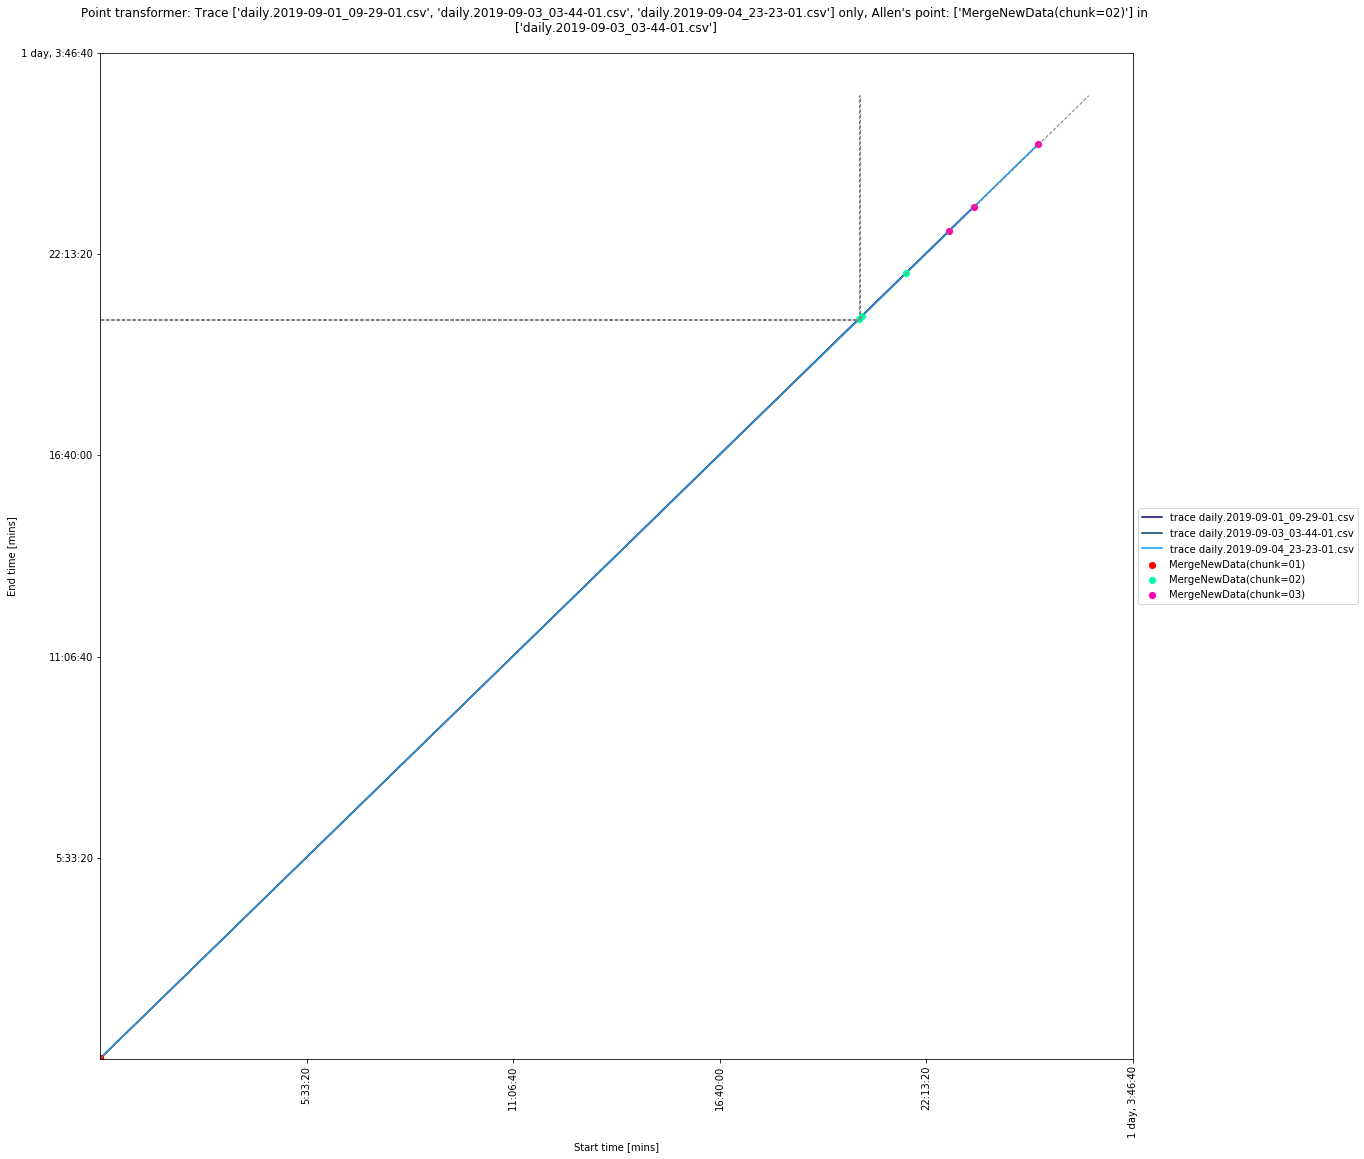 Point transformer: Trace ['daily.2019-09-01_09-29-01.csv', 'daily.2019-09-03_03-44-01.csv', 'daily.2019-09-04_23-23-01.csv'] only, Allen's point: ['MergeNewData(chunk=02)'] in
['daily.2019-09-03_03-44-01.csv']
1 day, 3:46:40
22:13:20
16:40:00
11:06:40
5:33:20
End time [mins]
5:33:20
11:06:40
16:40:00
22:13:20
1 day, 3:46:40
Start time [mins]
trace daily.2019-09-01_09-29-01.csv
trace daily.2019-09-03_03-44-01.csv
trace daily.2019-09-04_23-23-01.csv
MergeNewData(chunk=01)
MergeNewData(chunk=02)
MergeNewData(chunk=03)